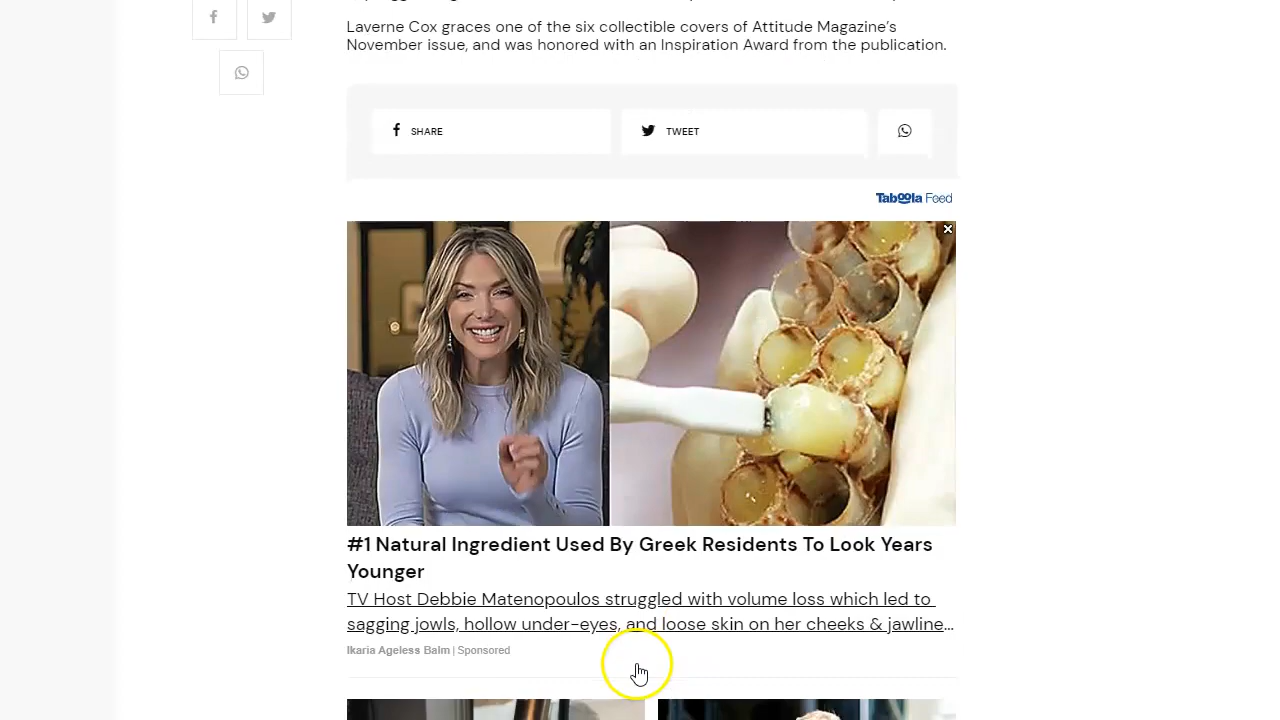 Laverne Cox graces one of the six collectible covers of Attitude Magazine's
November issue, and was honored with an Inspiration Award from the publication.
SHARE
TWEET
Taboola Feed
#1 Natural Ingredient Used By Greek Residents To Look Years
Younger
TV Host Debbie Matenopoulos struggled with volume loss which led to
sagging jowls, hollow under-eyes, and loose skin on her cheeks & jawline...
Ikaria Ageless Balm | Sponsored